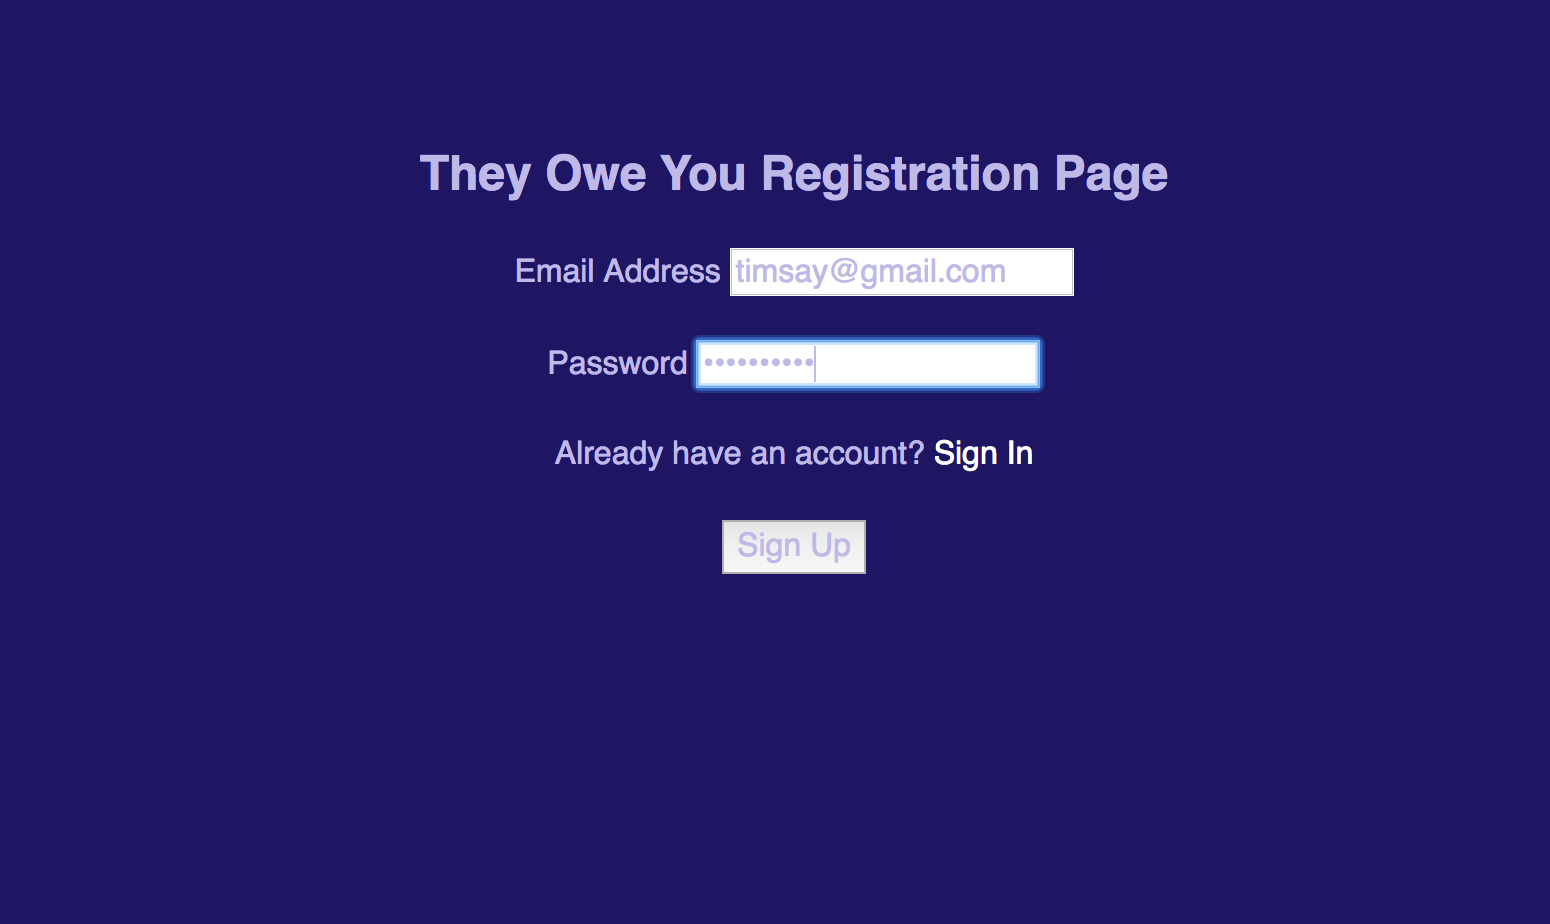 They Owe You Registration Page
Email Address timsay@gmail.com
Password ••••••••••
Already have an account? Sign In
Sign Up